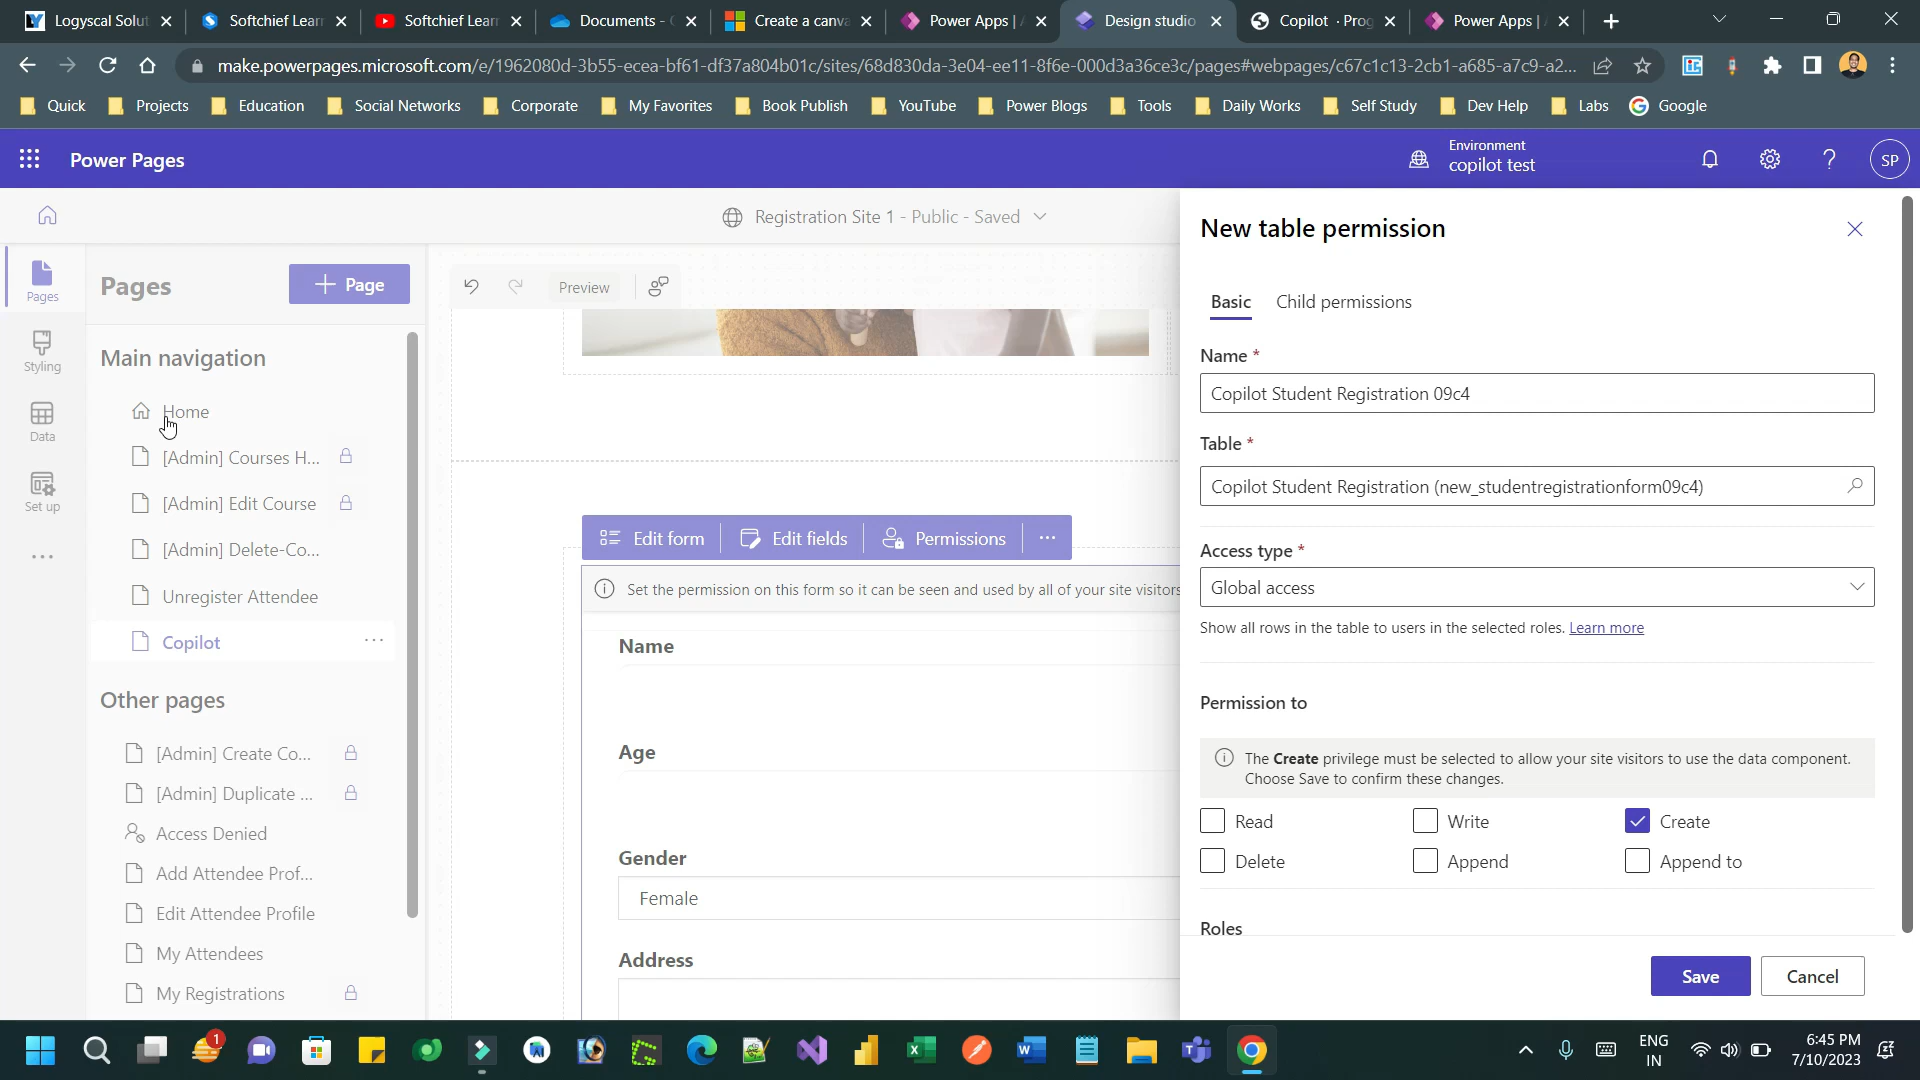 Logyscal Solut
Softchief Lear
Softchief Lear
Documents -
Create a canva
Power Apps |
Design studio
Copilot · Prog
Power Apps |
make.powerpages.microsoft.com/e/1962080d-3b55-ecea-bf61-df37a804b01c/sites/68d830da-3e04-ee11-8f6e-000d3a36ce3c/pages#webpages/c67c1c13-2cb1-a685-a7c9-a2...
Quick
Projects
Education
Social Networks
Corporate
My Favorites
Book Publish
YouTube
Power Blogs
Tools
Daily Works
Self Study
Dev Help
Labs
Google
Power Pages
Environment
copilot test
SP
Registration Site 1 - Public - Saved
Pages
Styling
Data
Set up
Pages
+ Page
Main navigation
Home
[Admin] Courses H...
[Admin] Edit Course
[Admin] Delete-Co...
Unregister Attendee
Copilot
Other pages
[Admin] Create Co...
[Admin] Duplicate ...
Access Denied
Add Attendee Prof...
Edit Attendee Profile
My Attendees
My Registrations
Preview
Edit form
Edit fields
Permissions
Set the permission on this form so it can be seen and used by all of your site visitors
Name
Age
Gender
Female
Address
New table permission
Basic
Child permissions
Name *
Copilot Student Registration 09c4
Table *
Copilot Student Registration (new_studentregistrationform09c4)
Access type *
Global access
Show all rows in the table to users in the selected roles. Learn more
Permission to
The Create privilege must be selected to allow your site visitors to use the data component.
Choose Save to confirm these changes.
Read
Write
Create
Delete
Append
Append to
Roles
Save
Cancel
1
ENG
IN
6:45 PM
7/10/2023